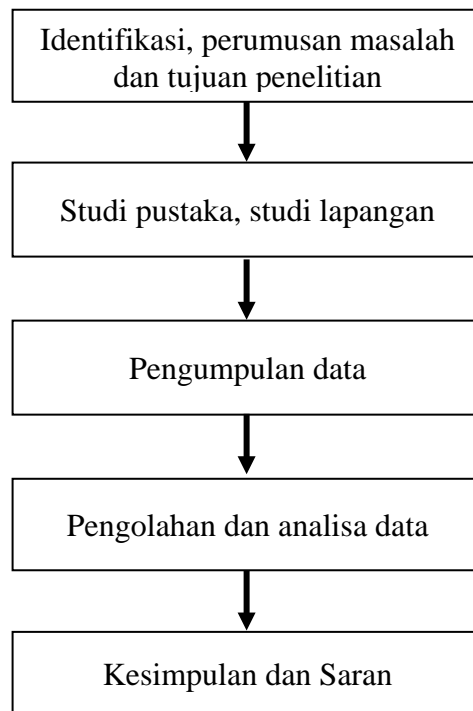 Identifikasi, perumusan masalah
dan tujuan penelitian
Studi pustaka, studi lapangan
Pengumpulan data
Pengolahan dan analisa data
Kesimpulan dan Saran